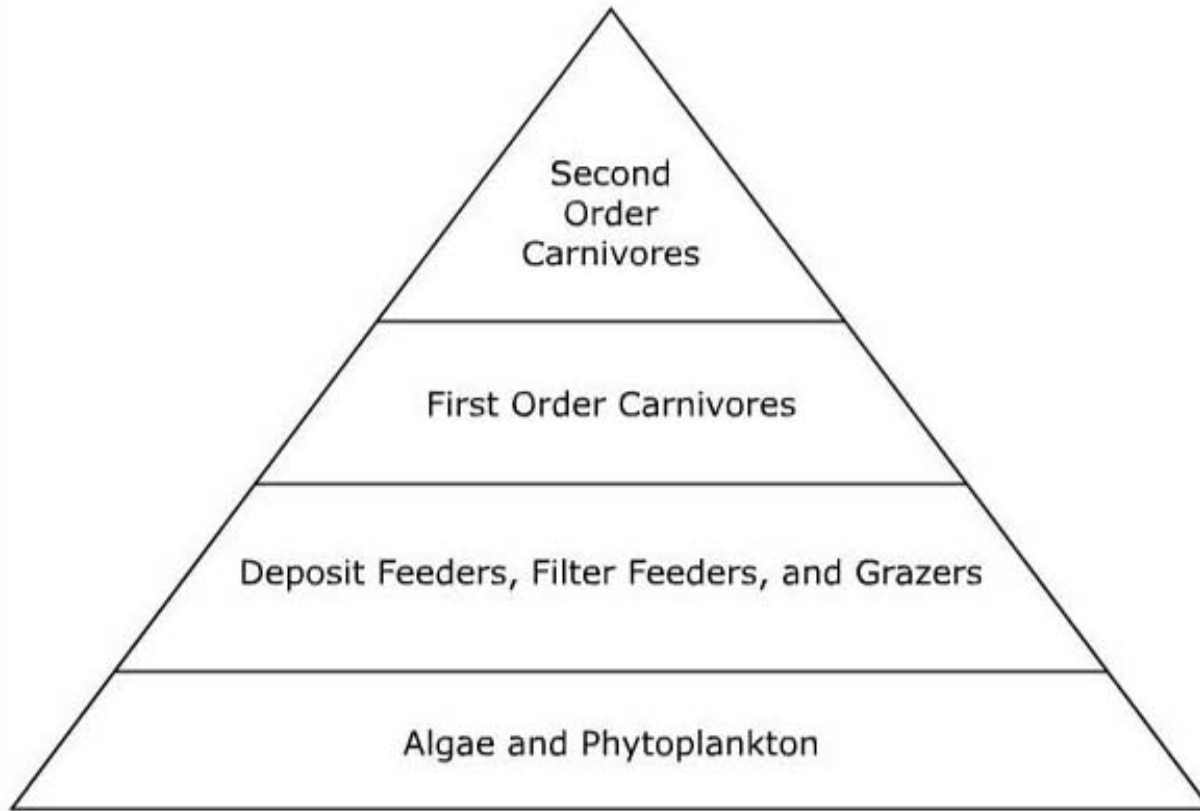 Second
Order
Carnivores
First Order Carnivores
Deposit Feeders, Filter Feeders, and Grazers
Algae and Phytoplankton